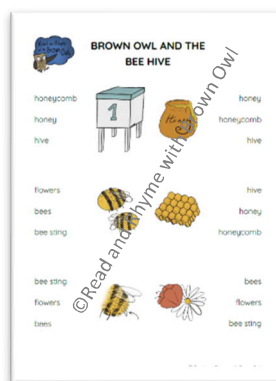 BROWN OWL AND THE
BEE HIVE
honeycomb
honey
hive
1
Honey
honey
honeycomb
hive
flowers
bees
bee sting
hive
honey
honeycomb
bee sting
flowers
bees
bees
flowers
bee sting
©Read and rhyme with Brown Owl